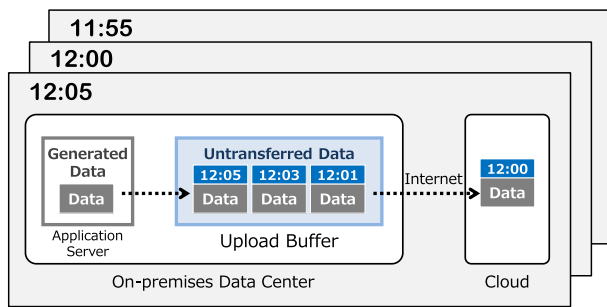 11:55
12:00
12:05
Generated
Data
Data
Application
Server
Untransferred Data
12:05 12:03 12:01
Data Data Data
Upload Buffer
Internet
12:00
Data
On-premises Data Center
Cloud